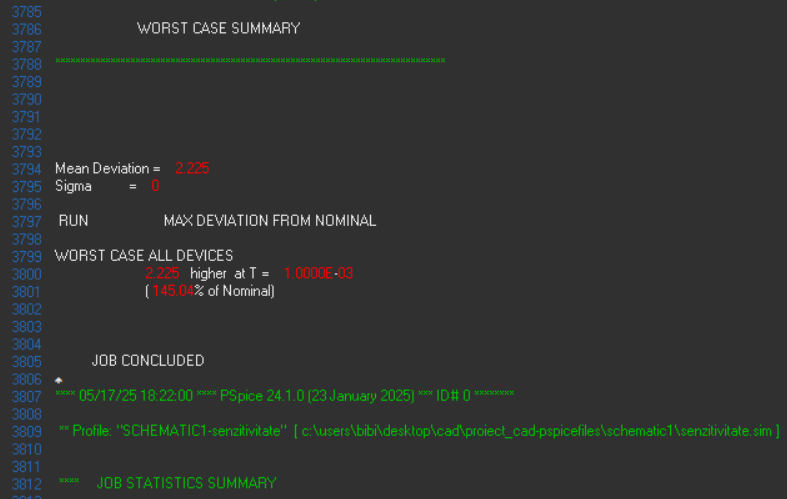 3785
3786 WORST CASE SUMMARY
3787
3788 ******************************************************************************
3789
3790
3791
3792
3793
3794 Mean Deviation = 2.225
3795 Sigma = 0
3796
3797 RUN MAX DEVIATION FROM NOMINAL
3798
3799 WORST CASE ALL DEVICES
3800 2.225 higher at T = 1.0000E-03
3801 ( 145.04% of Nominal)
3802
3803
3804
3805 JOB CONCLUDED
3806
3807 **** 05/17/25 18:22:00 **** PSpice 24.1.0 (23 January 2025) *** ID# 0 ********
3808
3809 ** Profile: "SCHEMATIC1-senzitivitate" [ c:\users\bibi\desktop\cad\proiect_cad-pspicefiles\schematic1\senzitivitate.sim ]
3810
3811
3812 **** JOB STATISTICS SUMMARY